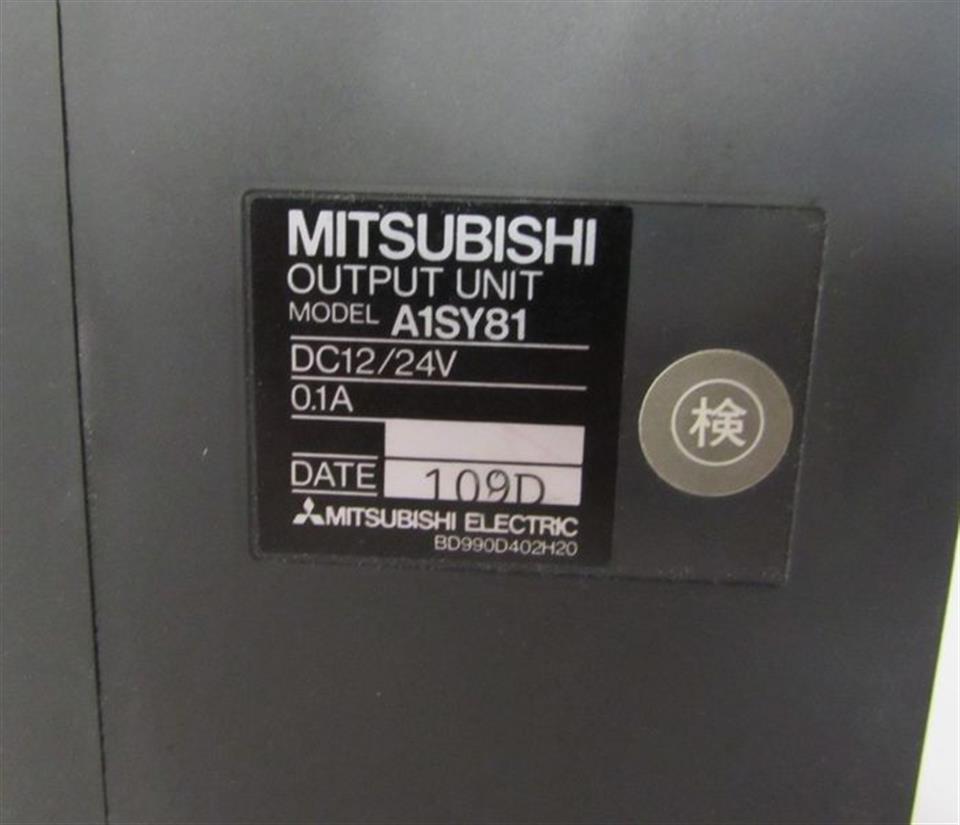 MITSUBISHI
OUTPUT UNIT
MODEL A1SY81
DC12/24V
0.1A
DATE 109D
MITSUBISHI ELECTRIC
BD990D402H20
検